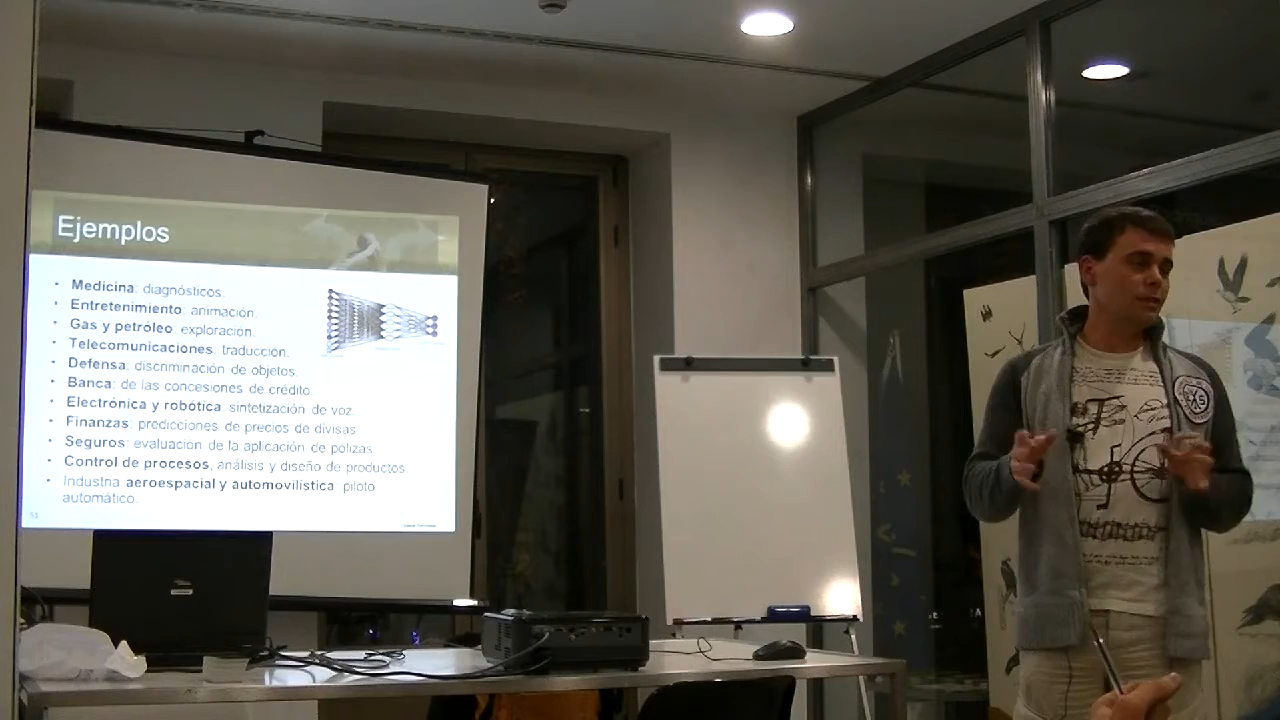 Ejemplos
• Medicina: diagnósticos.
• Entretenimiento: animación.
• Gas y petróleo: exploración.
• Telecomunicaciones: traducción.
• Defensa: discriminación de objetos.
• Banca: de las concesiones de crédito.
• Electrónica y robótica: sintetización de voz.
• Finanzas: predicciones de precios de divisas.
• Seguros: evaluación de la aplicación de pólizas.
• Control de procesos, análisis y diseño de productos
• Industria aeroespacial y automovilística: piloto
automático.